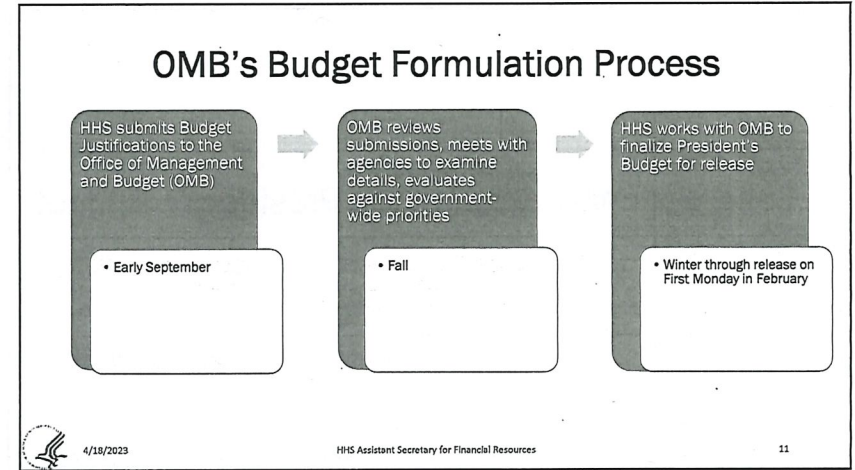 OMB's Budget Formulation Process
HHS submits Budget
Justifications to the
Office of Management
and Budget (OMB)
• Early September
OMB reviews
submissions, meets with
agencies to examine
details, evaluates
against government-
wide priorities
• Fall
HHS works with OMB to
finalize President's
Budget for release
• Winter through release on
First Monday in February
4/18/2023
HHS Assistant Secretary for Financial Resources
11